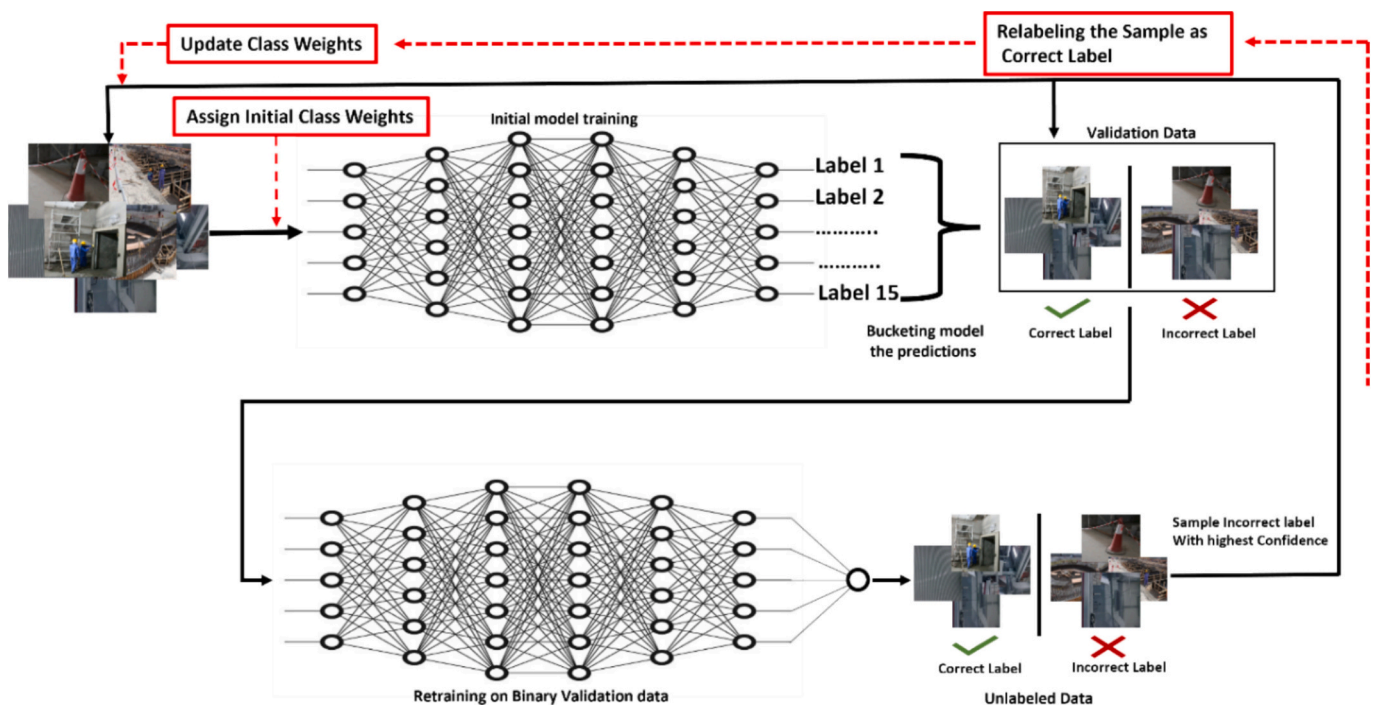 Update Class Weights
Relabeling the Sample as
Correct Label
Assign Initial Class Weights
Initial model training
Validation Data
Label 1
Label 2
...........
...........
Label 15
Bucketing model
the predictions
Correct Label
Incorrect Label
Sample Incorrect label
With highest Confidence
Correct Label
Incorrect Label
Retraining on Binary Validation data
Unlabeled Data